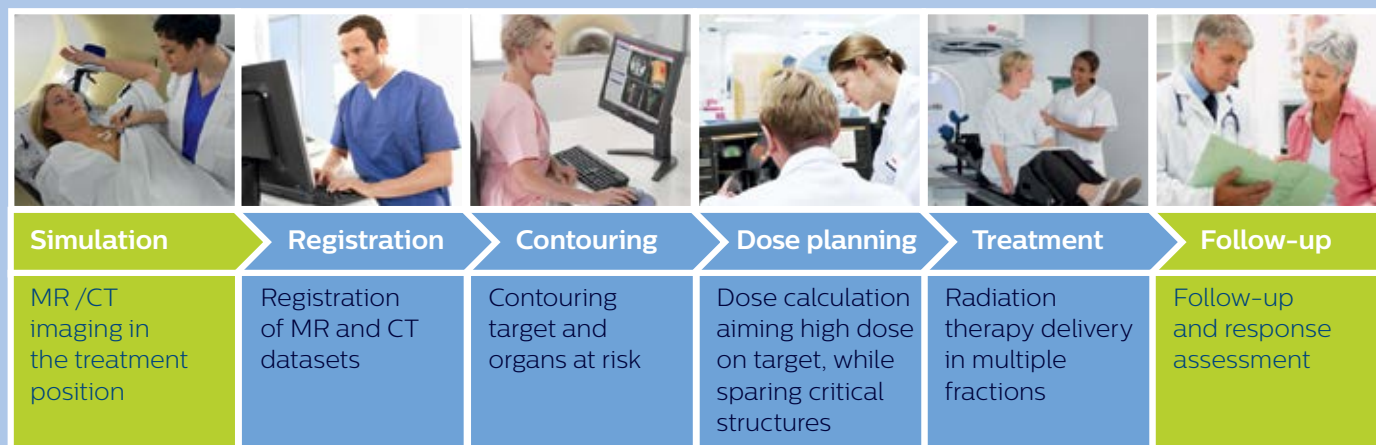 Simulation
Registration
Contouring
Dose planning
Treatment
Follow-up
MR /CT
imaging in
the treatment
position
Registration
of MR and CT
datasets
Contouring
target and
organs at risk
Dose calculation
aiming high dose
on target, while
sparing critical
structures
Radiation
therapy delivery
in multiple
fractions
Follow-up
and response
assessment